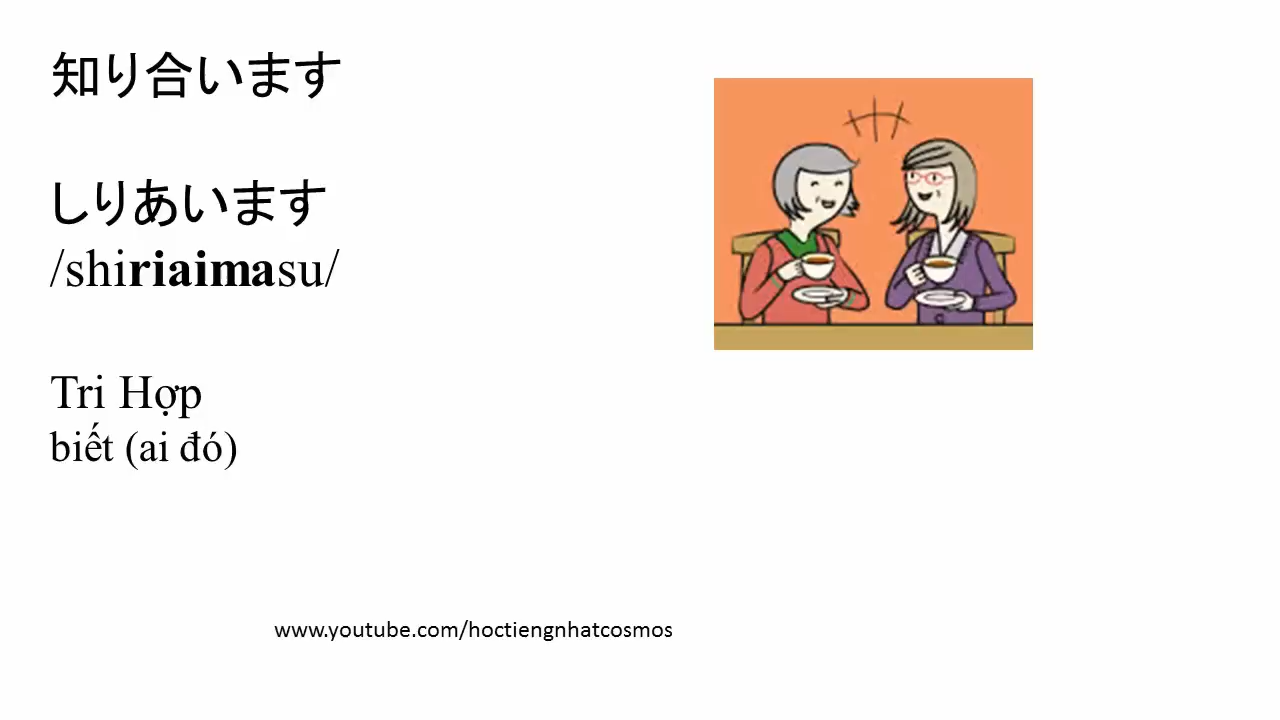 知り合います
しりあいます
/shiriaimasu/
Tri Hợp
biết (ai đó)
www.youtube.com/hoctiengnhatcosmos